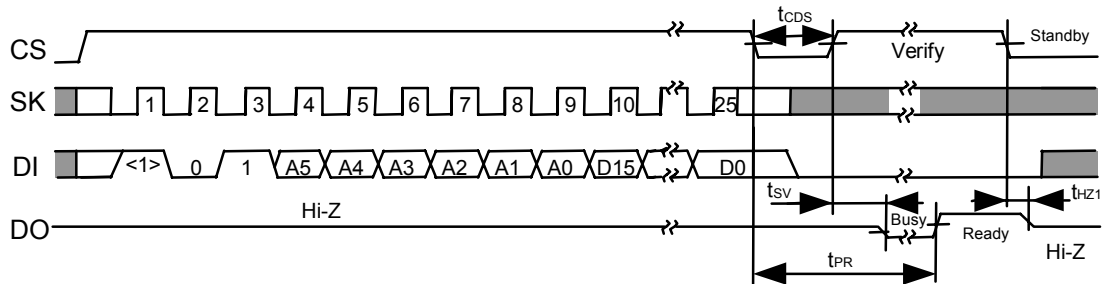 tCDS
CS Verify Standby
SK 1 2 3 4 5 6 7 8 9 10 25
DI <1> 0 1 A5 A4 A3 A2 A1 A0 D15 D0
tSV tHZ1
Hi-Z Busy
DO Ready Hi-Z
tPR